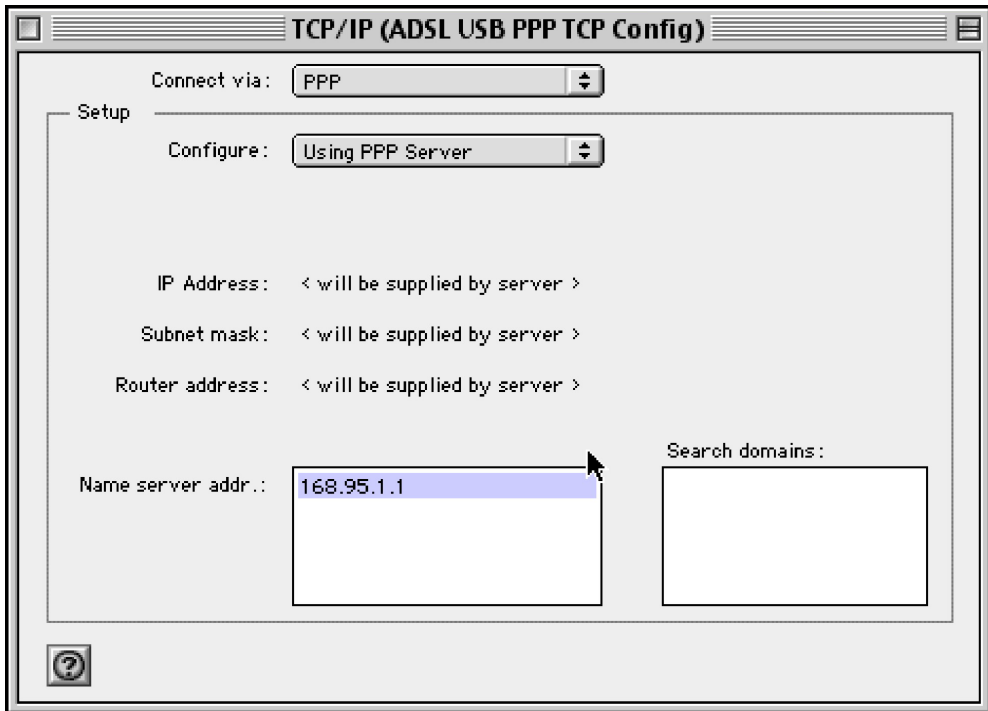 TCP/IP (ADSL USB PPP TCP Config)
Connect via: PPP
Setup
Configure: Using PPP Server
IP Address: < will be supplied by server >
Subnet mask: < will be supplied by server >
Router address: < will be supplied by server >
Search domains:
Name server addr.: 168.95.1.1
?